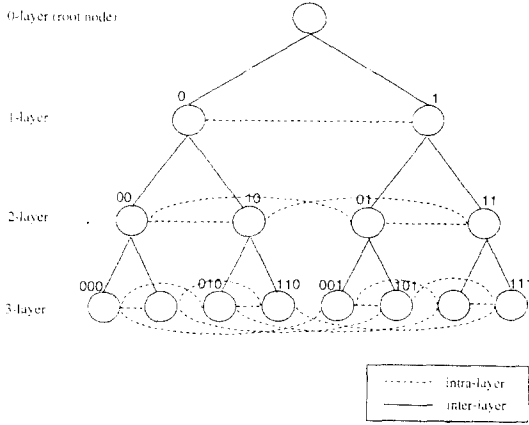 0-layer (root node)
0
1
1-layer
00
10
01
11
2-layer
000
010
110
001
101
111
3-layer
intra-layer
inter-layer